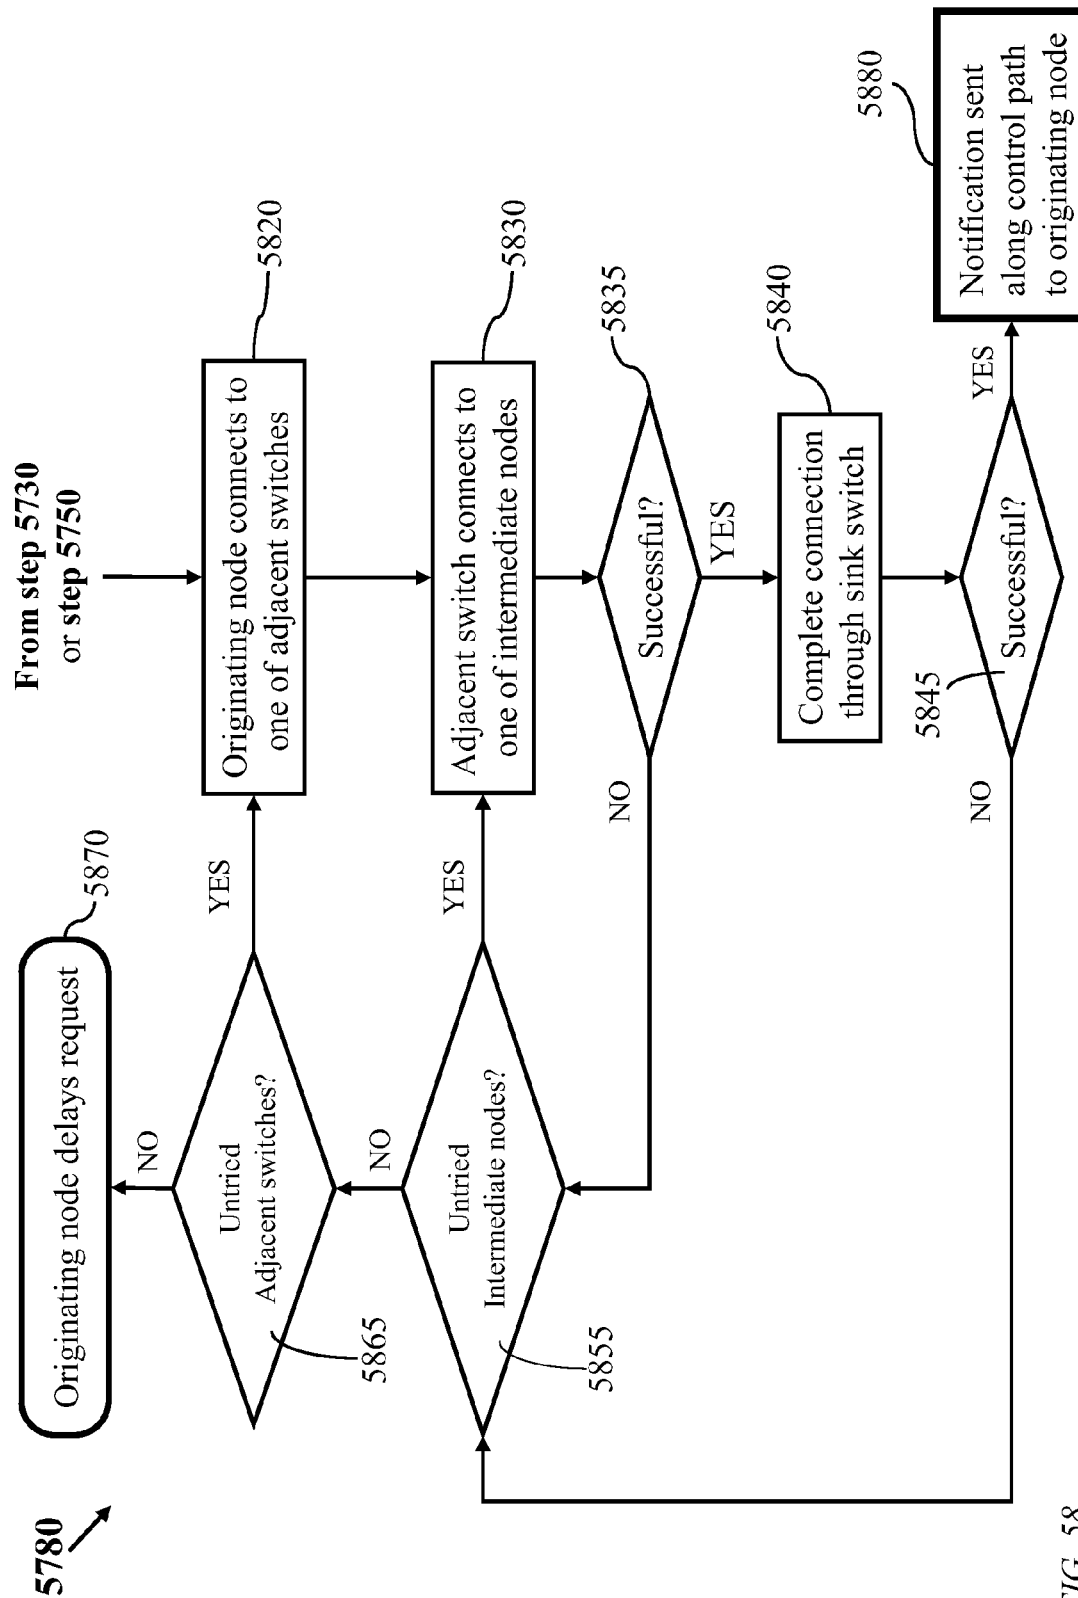 From step 5730
or step 5750
Originating node connects to
one of adjacent switches
5820
Adjacent switch connects to
one of intermediate nodes
5830
Successful?
5835
YES
NO
Complete connection
through sink switch
5840
Successful?
5845
YES
NO
Notification sent
along control path
to originating node
5880
Untried
Intermediate nodes?
5855
YES
NO
Untried
Adjacent switches?
5865
YES
NO
Originating node delays request
5870
5780
FIG. 58